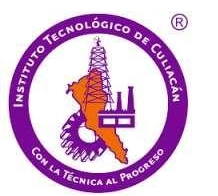 INSTITUTO TECNOLÓGICO DE CULIACÁN
®
CON LA TÉCNICA AL PROGRESO